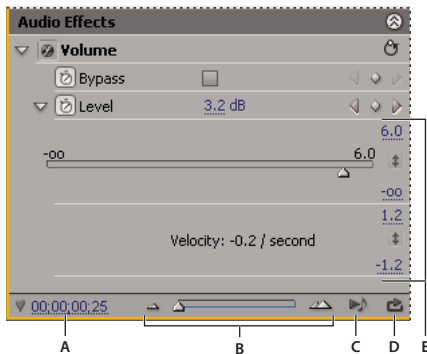 Audio Effects
Volume
Bypass
Level 3.2 dB
6.0
-oo 6.0
-oo
1.2
Velocity: -0.2 / second
-1.2
00;00;00;25
A B C D E